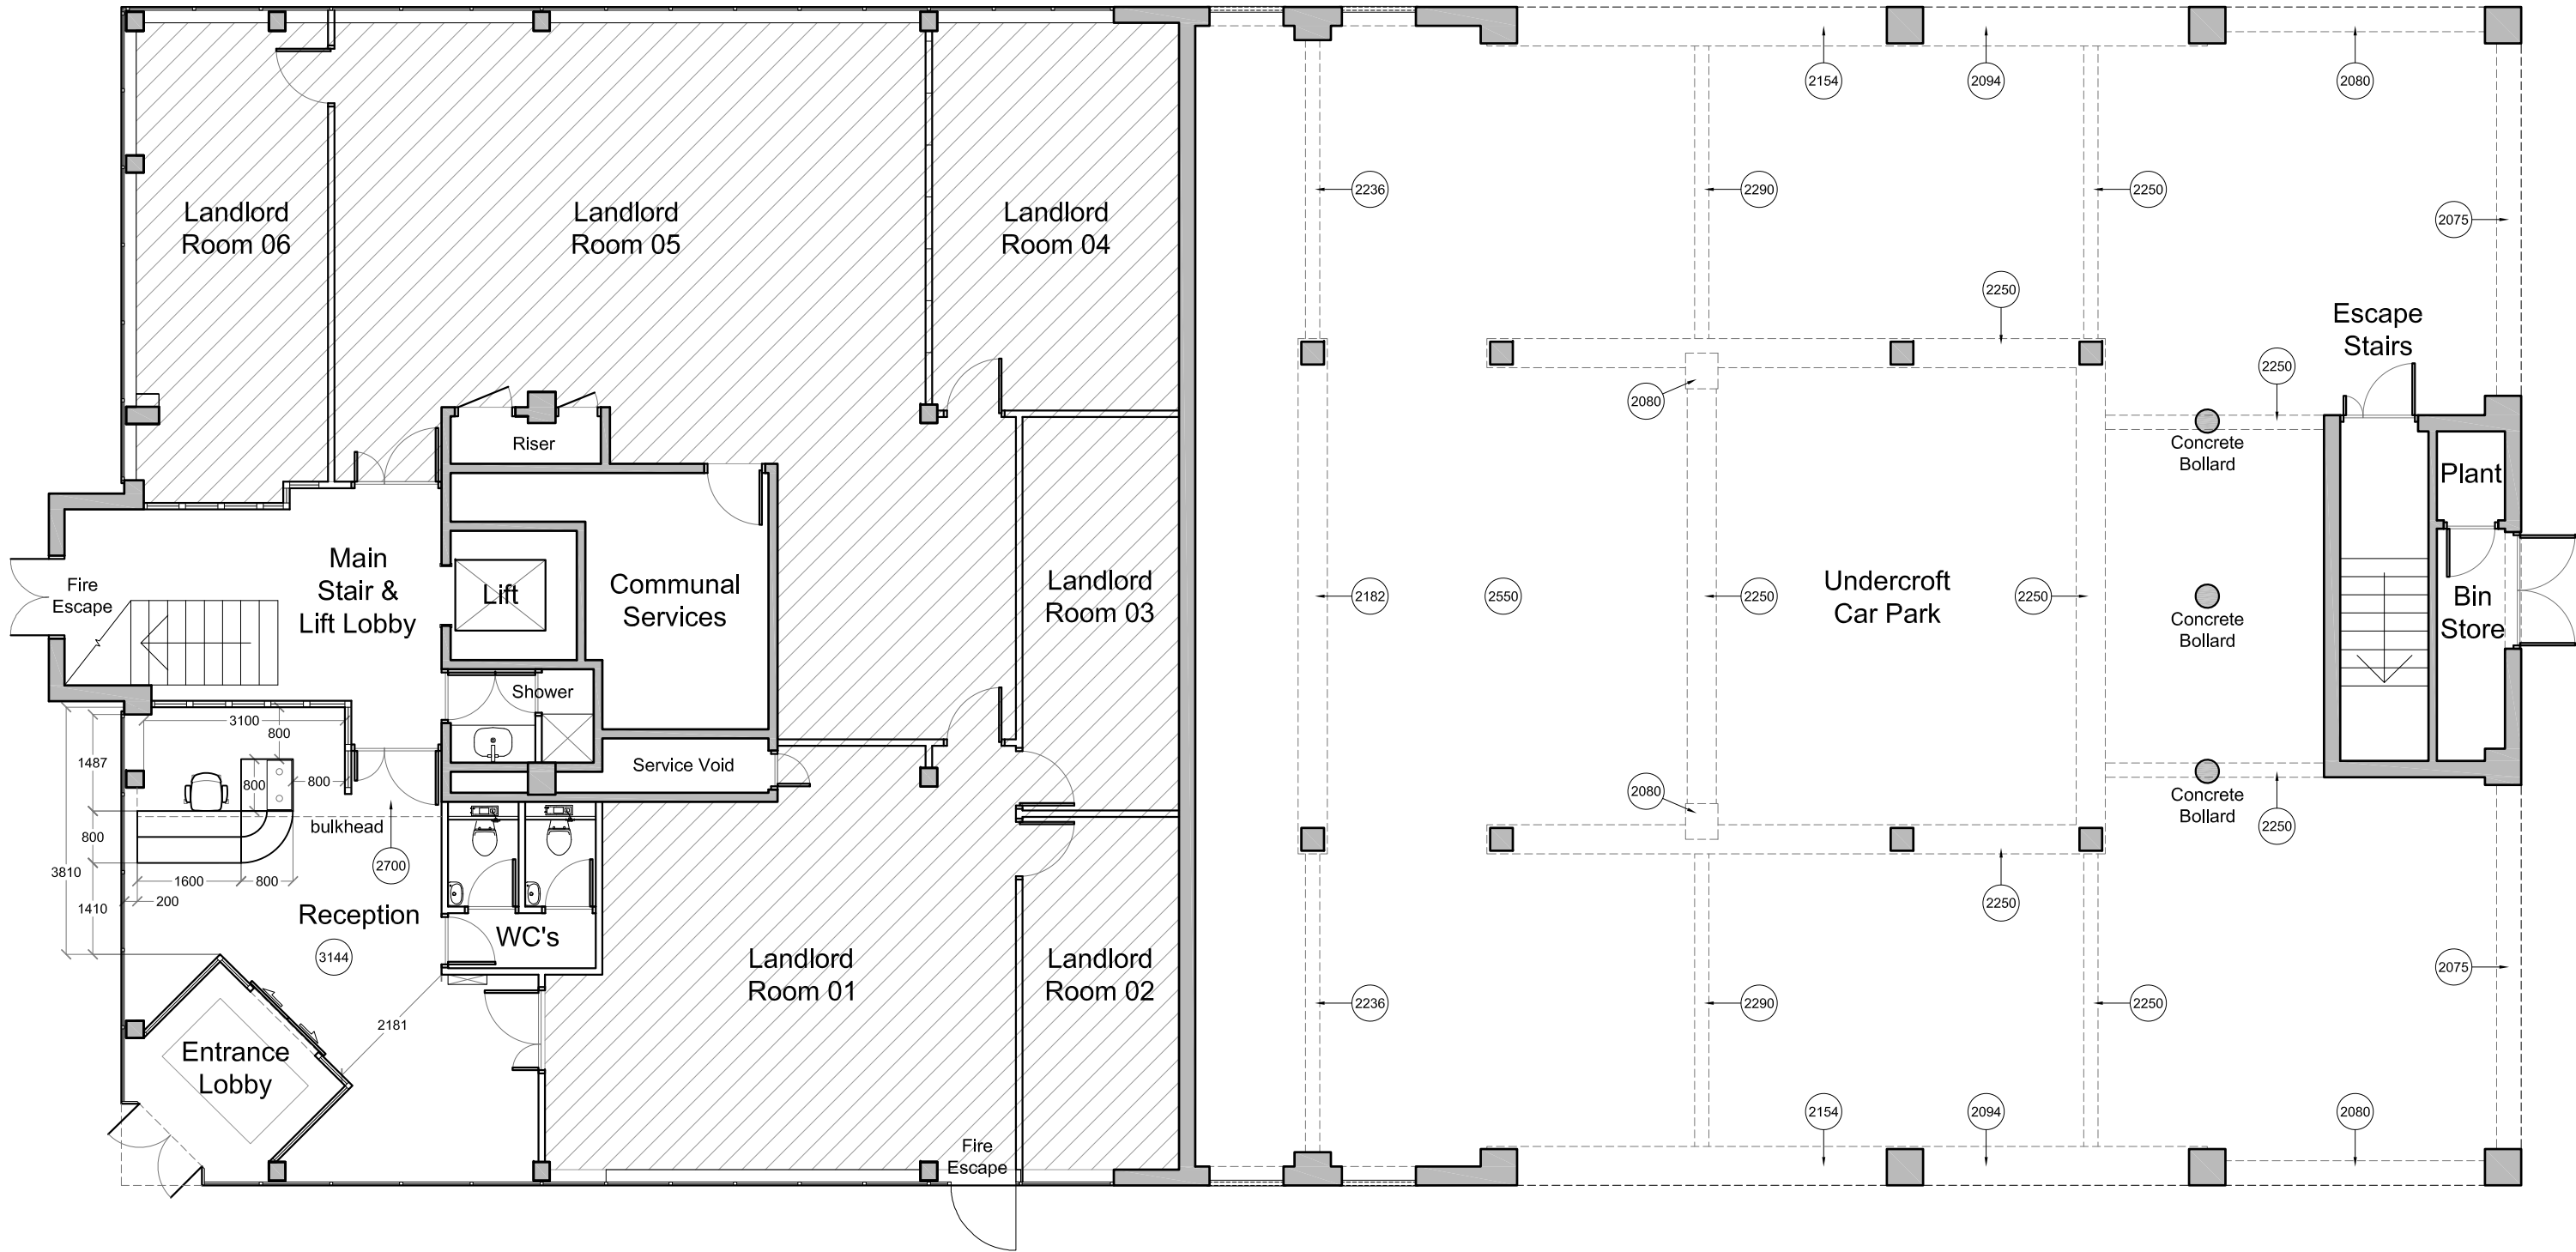 2154
2094
2080
Landlord
Room 06
Landlord
Room 05
Landlord
Room 04
2236
2290
2250
2075
2250
Escape
Stairs
2250
2080
Riser
Concrete
Bollard
Plant
Main
Stair &
Lift Lobby
Fire
Escape
Lift
Communal
Services
Landlord
Room 03
2182
2550
2250
Undercroft
Car Park
2250
Concrete
Bollard
Bin
Store
Shower
3100
800
1487
800
800
Service Void
2080
Concrete
Bollard
2250
bulkhead
800
2700
3810
1600
800
200
1410
2250
Reception
WC's
3144
Landlord
Room 01
Landlord
Room 02
2075
2236
2290
2250
2181
Entrance
Lobby
2154
2094
2080
Fire
Escape